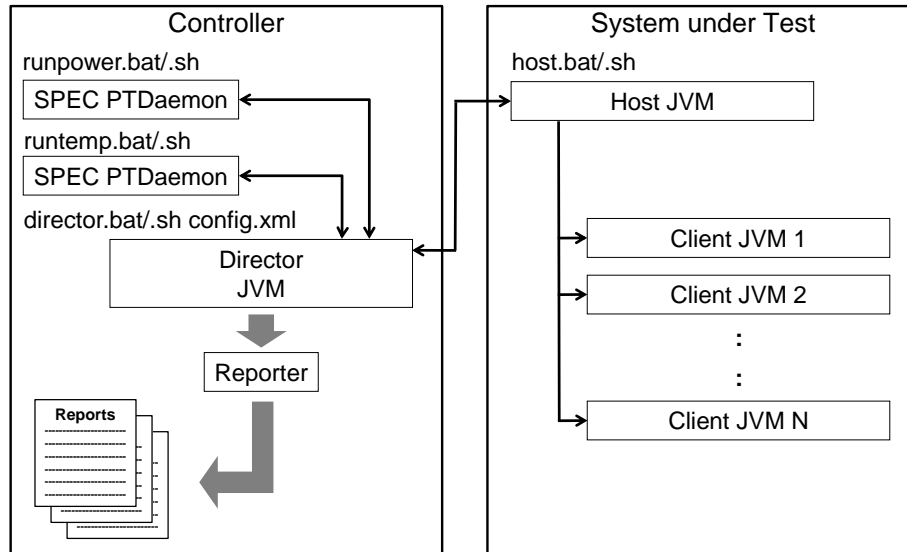 Controller
runpower.bat/.sh
SPEC PTDaemon
runtemp.bat/.sh
SPEC PTDaemon
director.bat/.sh config.xml
Director
JVM
Reporter
Reports
System under Test
host.bat/.sh
Host JVM
Client JVM 1
Client JVM 2
:
:
Client JVM N